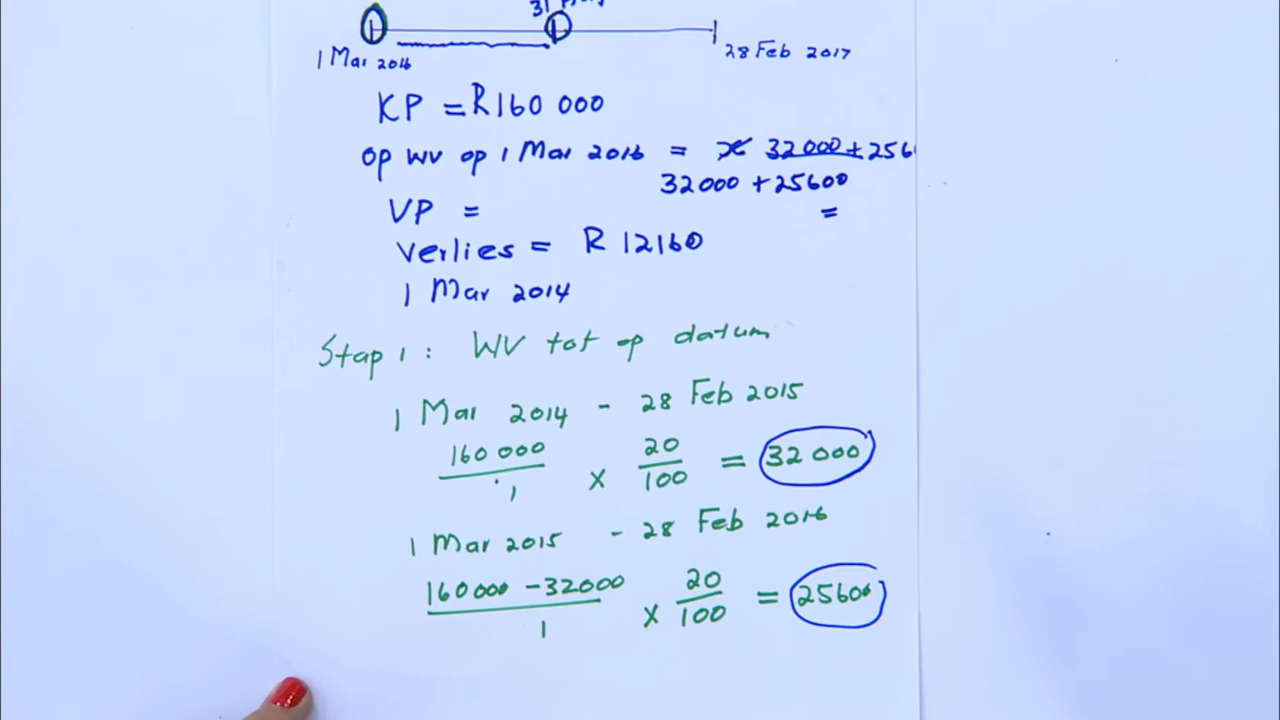 31
1 Mar 2016
28 Feb 2017
KP = R160 000
Op WV op 1 Mar 2016 = 32000 + 256
32000 + 25600
VP = =
Verlies = R 12160
1 Mar 2014
Stap 1 : WV tot op datum
1 Mar 2014 - 28 Feb 2015
160 000 / 1 × 20 / 100 = 32 000
1 Mar 2015 - 28 Feb 2016
160000 - 32000 / 1 × 20 / 100 = 25600